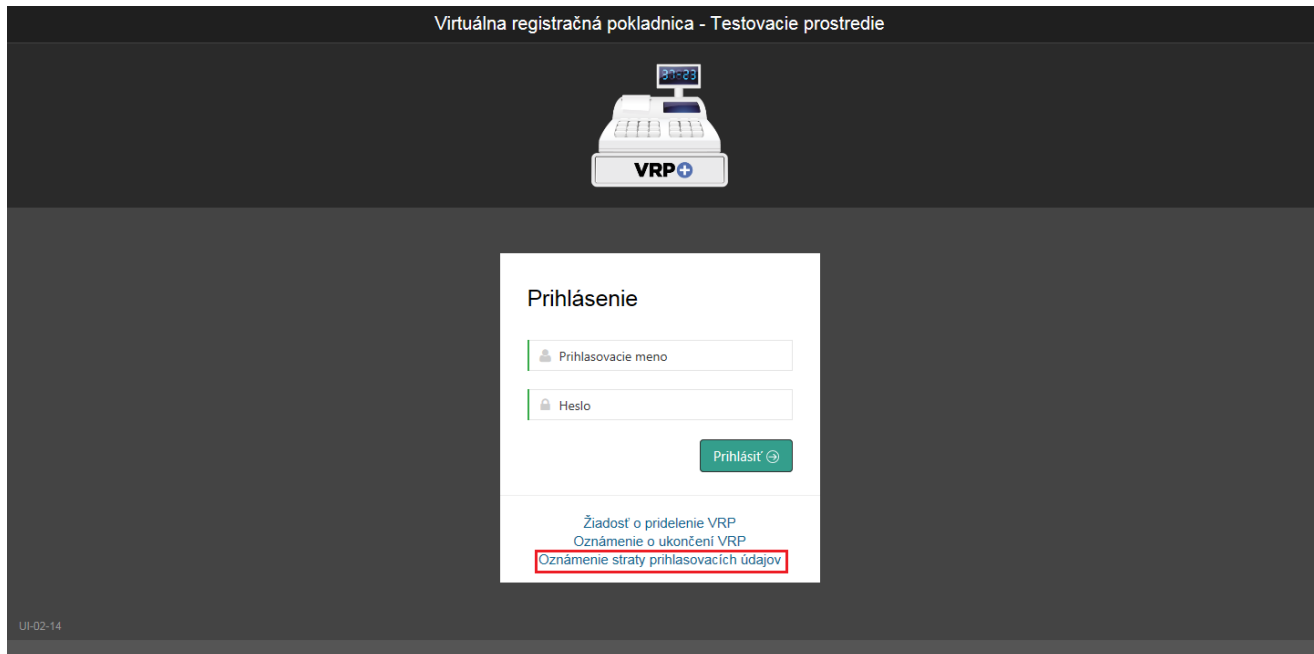 Virtuálna registračná pokladnica - Testovacie prostredie
37-23
VRP
Prihlásenie
Prihlasovacie meno
Heslo
Prihlásiť
Žiadosť o pridelenie VRP
Oznámenie o ukončení VRP
Oznámenie straty prihlasovacích údajov
UI-02-14